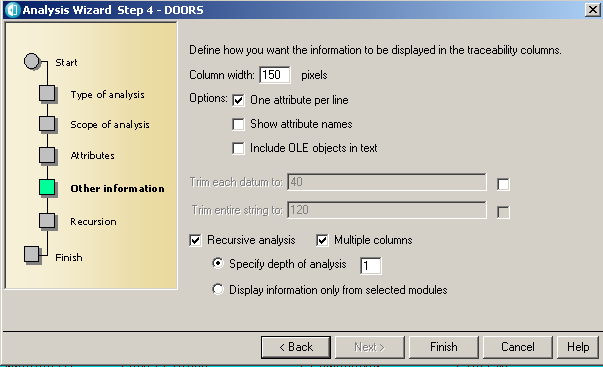 Analysis Wizard Step 4 - DOORS
Start
Type of analysis
Scope of analysis
Attributes
Other information
Recursion
Finish
Define how you want the information to be displayed in the traceability columns.
Column width: 150 pixels
Options: One attribute per line
Show attribute names
Include OLE objects in text
Trim each datum to: 40
Trim entire string to: 120
Recursive analysis Multiple columns
Specify depth of analysis 1
Display information only from selected modules
< Back Next > Finish Cancel Help